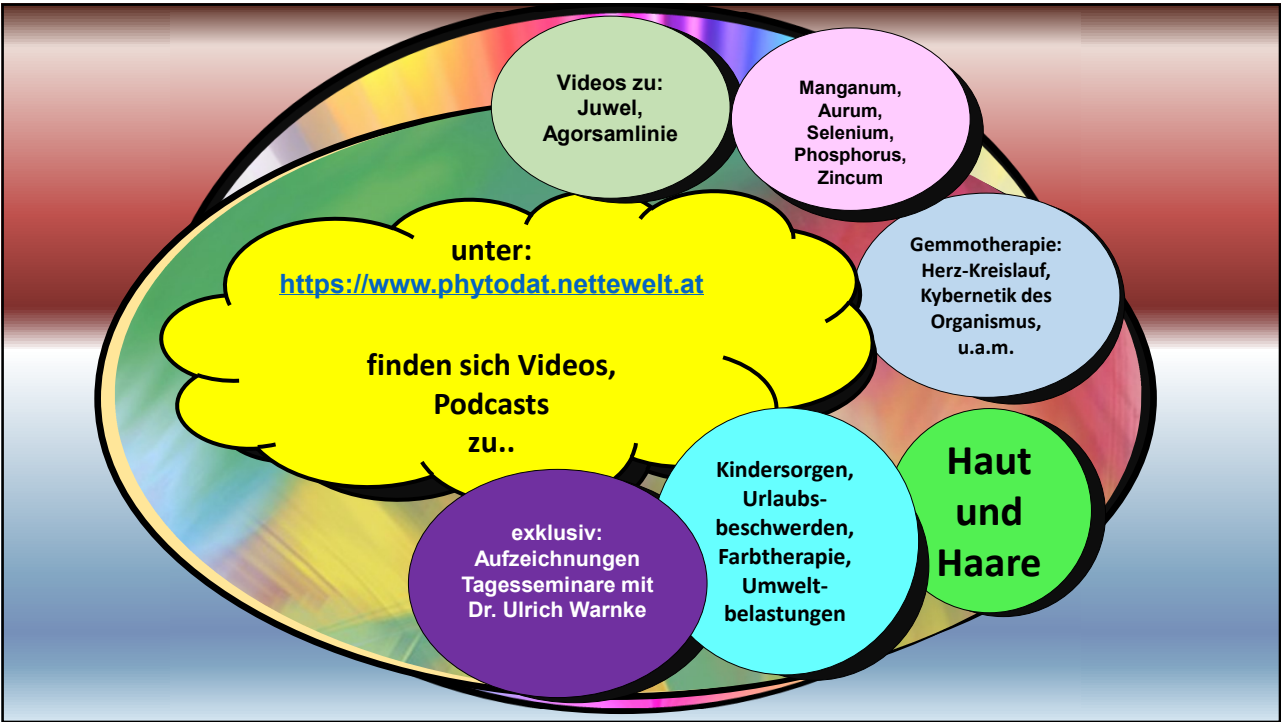 Videos zu:
Juwel,
Agorsamlinie
Manganum,
Aurum,
Selenium,
Phosphorus,
Zincum
unter:
https://www.phytodat.nettewelt.at
finden sich Videos,
Podcasts
zu..
Gemmotherapie:
Herz-Kreislauf,
Kybernetik des
Organismus,
u.a.m.
Haut
und
Haare
Kindersorgen,
Urlaubs-
beschwerden,
Farbtherapie,
Umwelt-
belastungen
exklusiv:
Aufzeichnungen
Tagesseminare mit
Dr. Ulrich Warnke